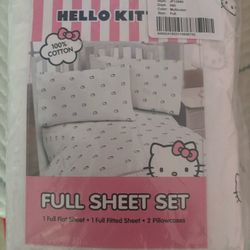 HELLO KIT
100%
COTTON
FULL SHEET SET
1 Full Flat Sheet • 1 Full Fitted Sheet • 2 Pillowcases